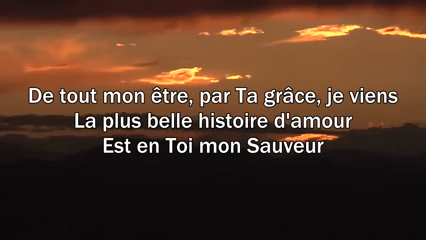 De tout mon être, par Ta grâce, je viens
La plus belle histoire d'amour
Est en Toi mon Sauveur